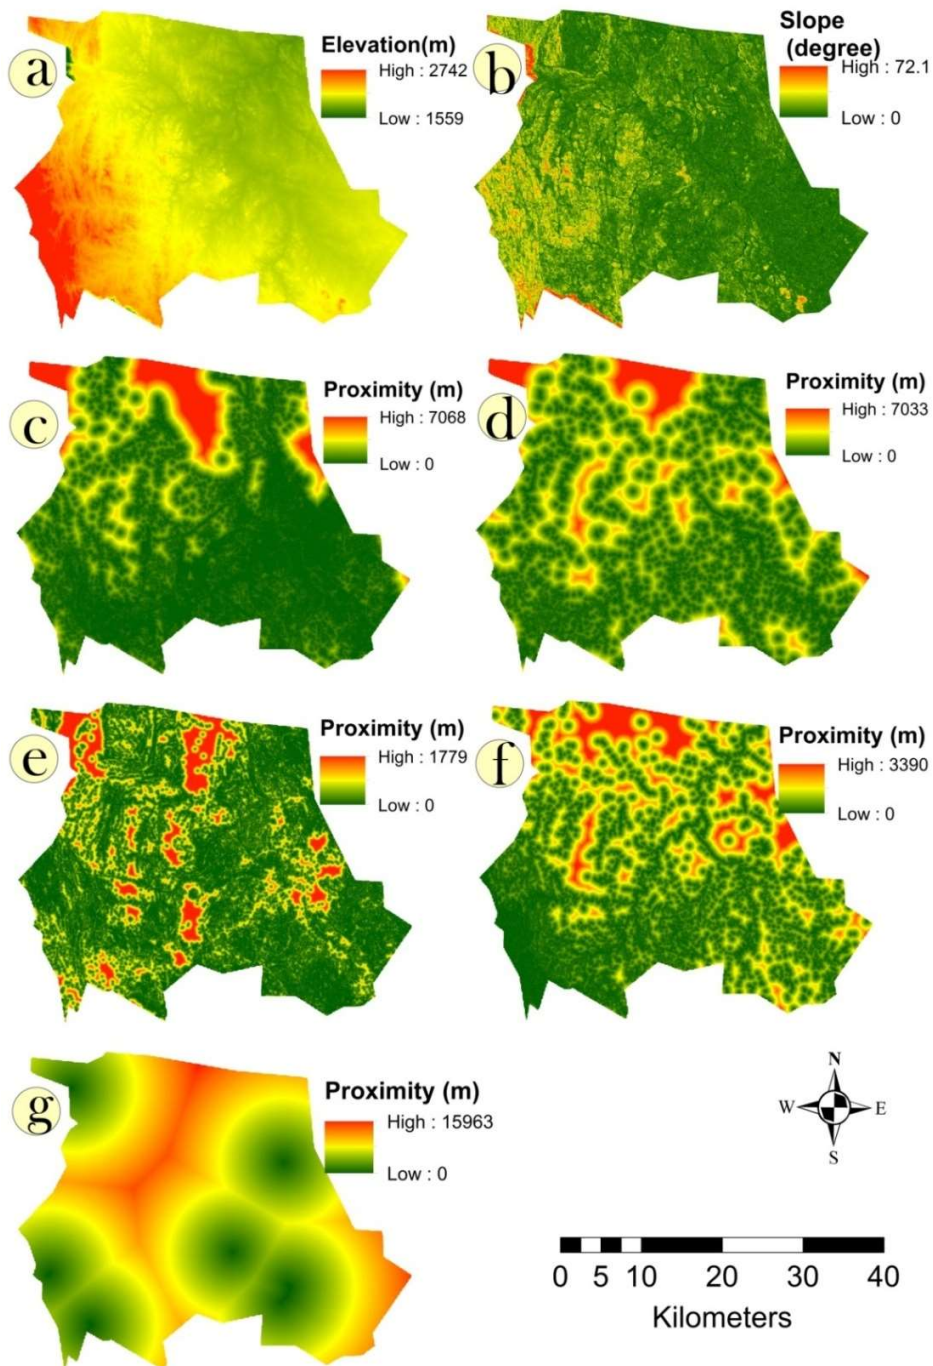 a
Elevation(m)
High : 2742
Low : 1559
b
Slope
(degree)
High : 72.1
Low : 0
c
Proximity (m)
High : 7068
Low : 0
d
Proximity (m)
High : 7033
Low : 0
e
Proximity (m)
High : 1779
Low : 0
f
Proximity (m)
High : 3390
Low : 0
g
Proximity (m)
High : 15963
Low : 0
N
W E
S
0 5 10 20 30 40
Kilometers